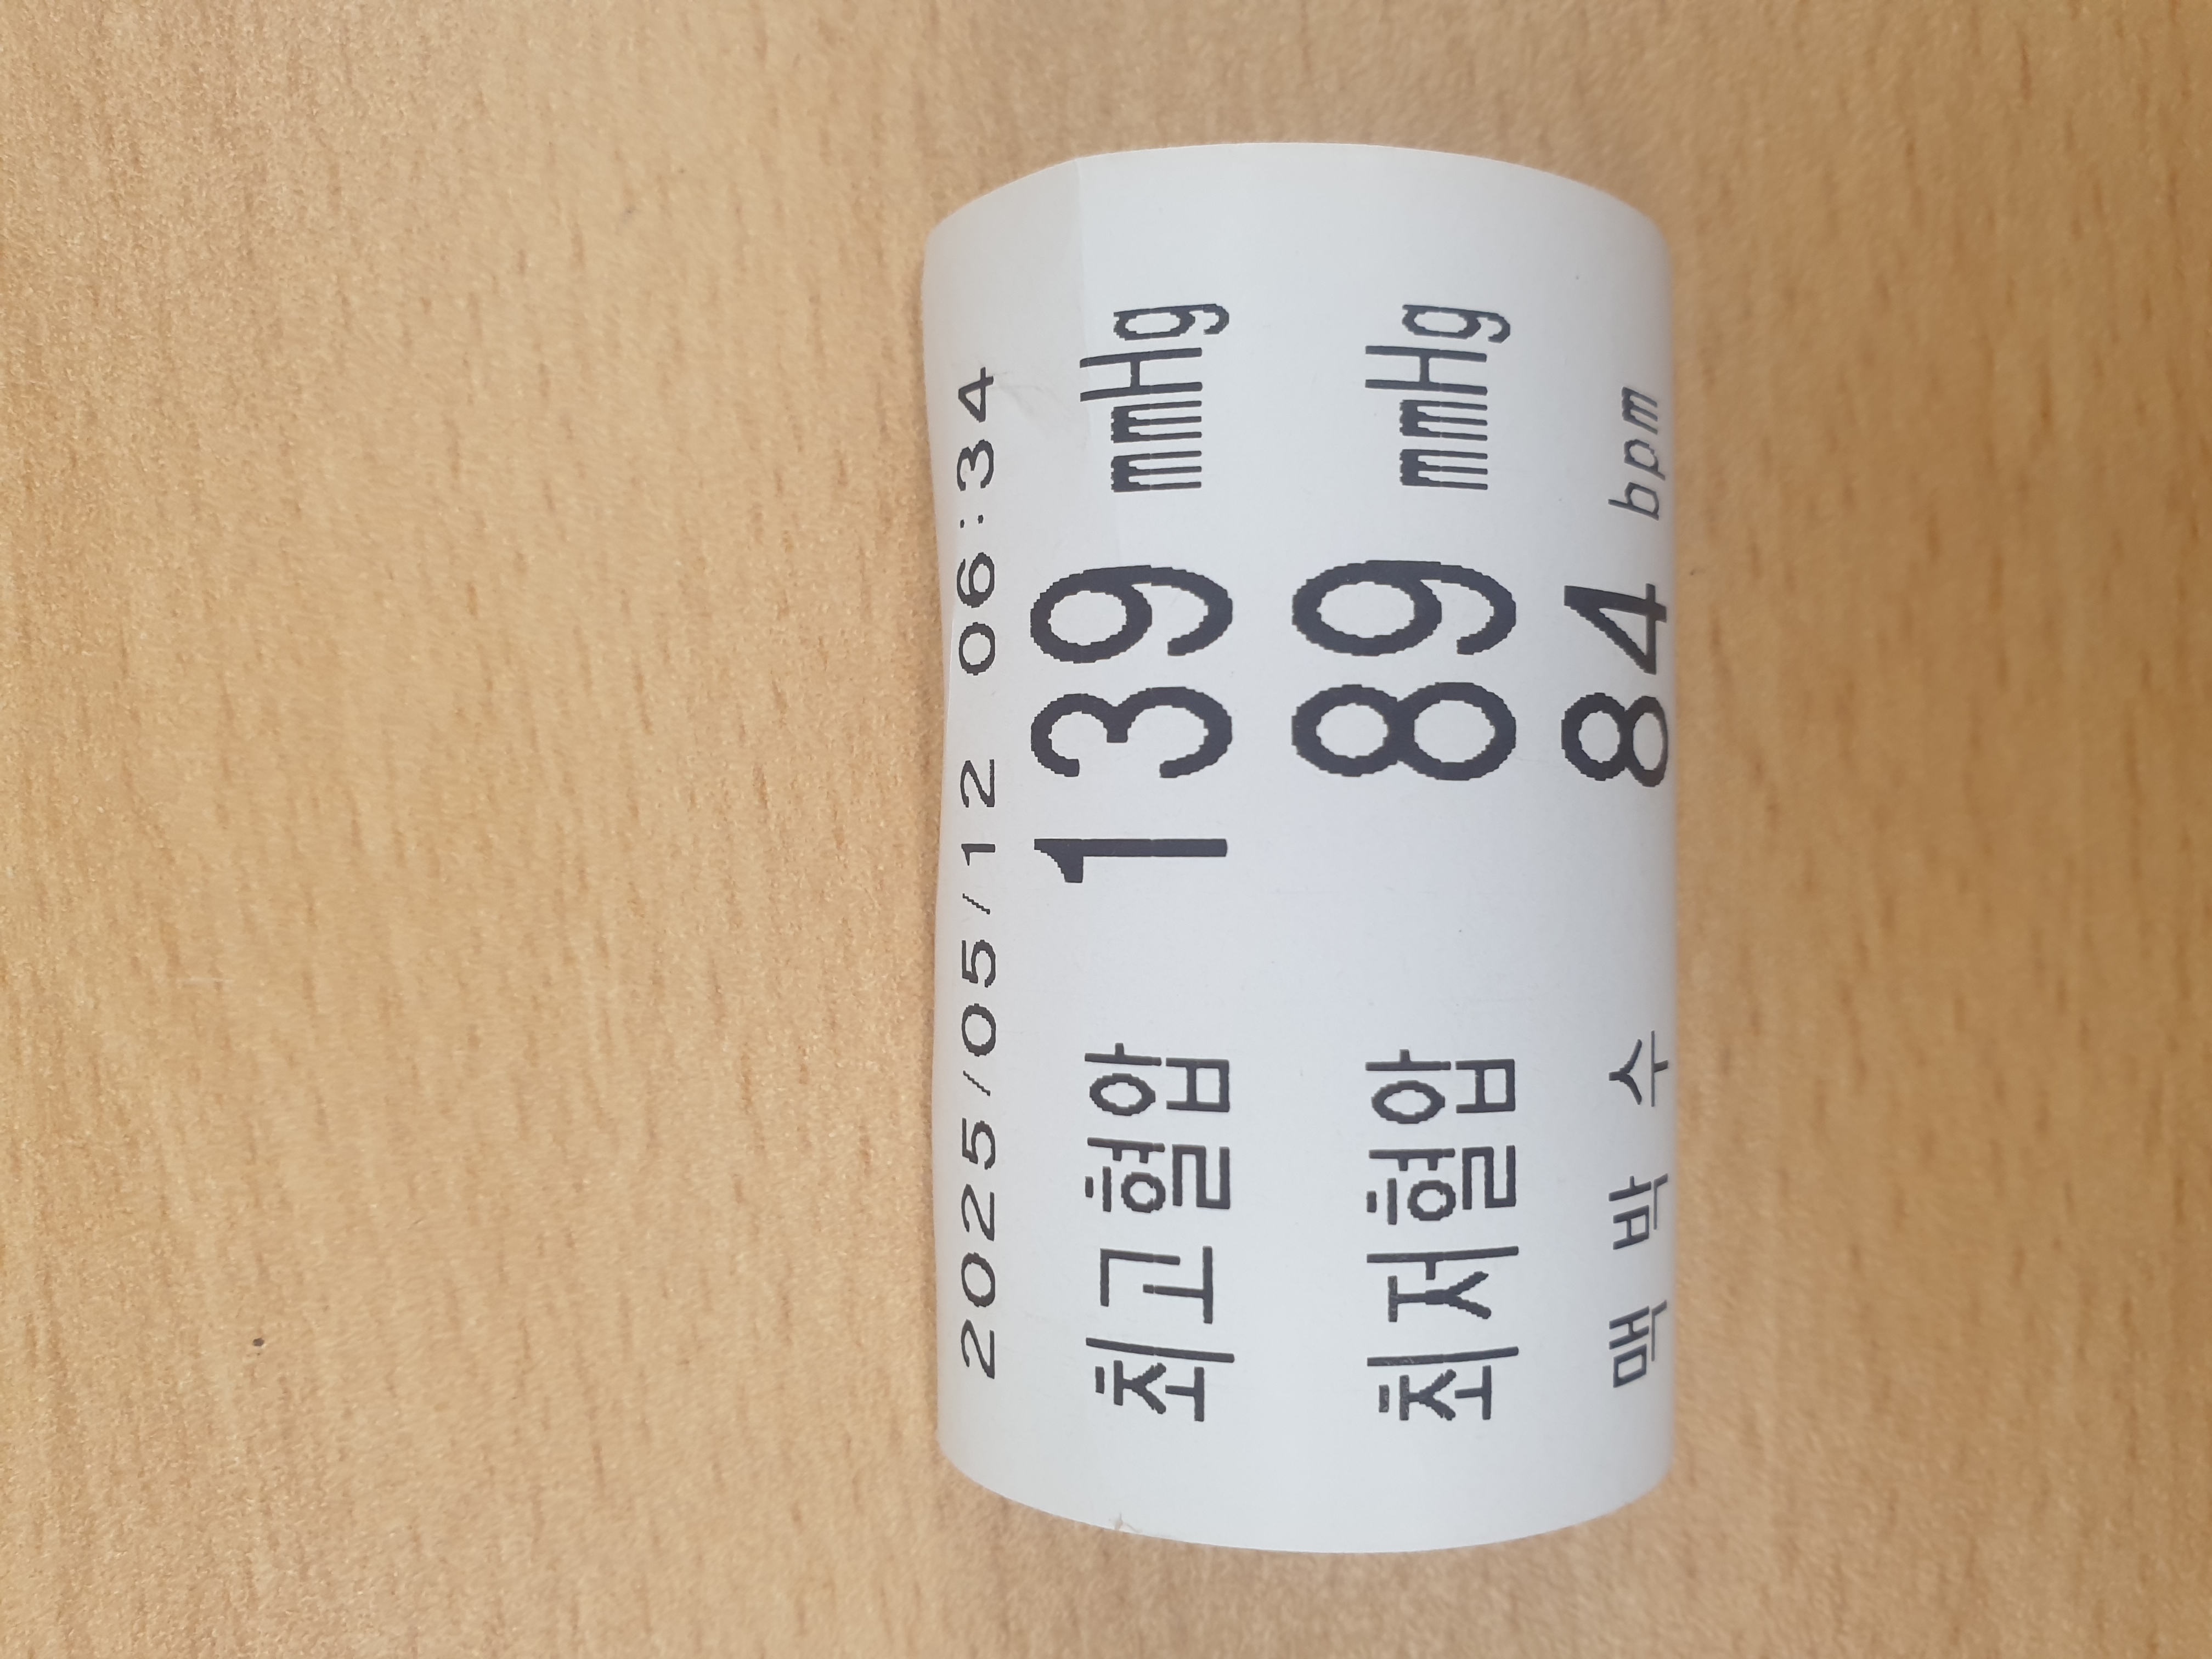 2025/05/12 06:34
최고혈압 139 mmHg
최저혈압 89 mmHg
맥박수 84 bpm